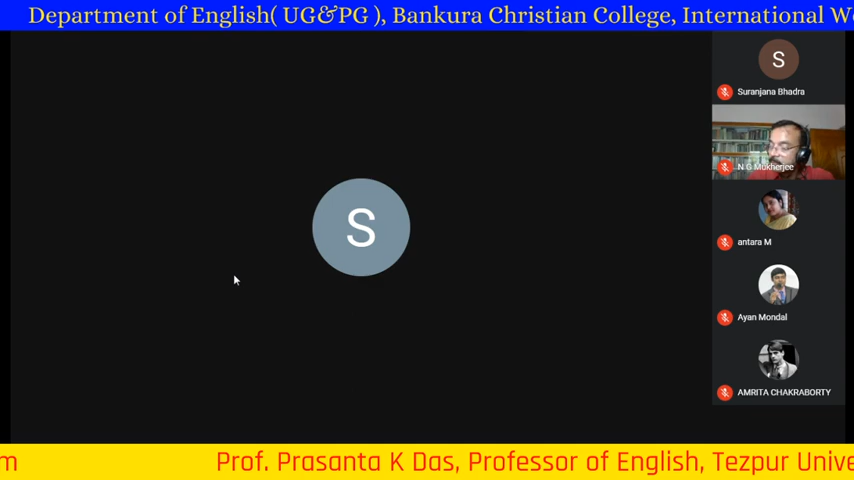 Department of English( UG&PG ), Bankura Christian College, International W
S
S
Suranjana Bhadra
N G Mukherjee
antara M
Ayan Mondal
AMRITA CHAKRABORTY
m Prof. Prasanta K Das, Professor of English, Tezpur Unive